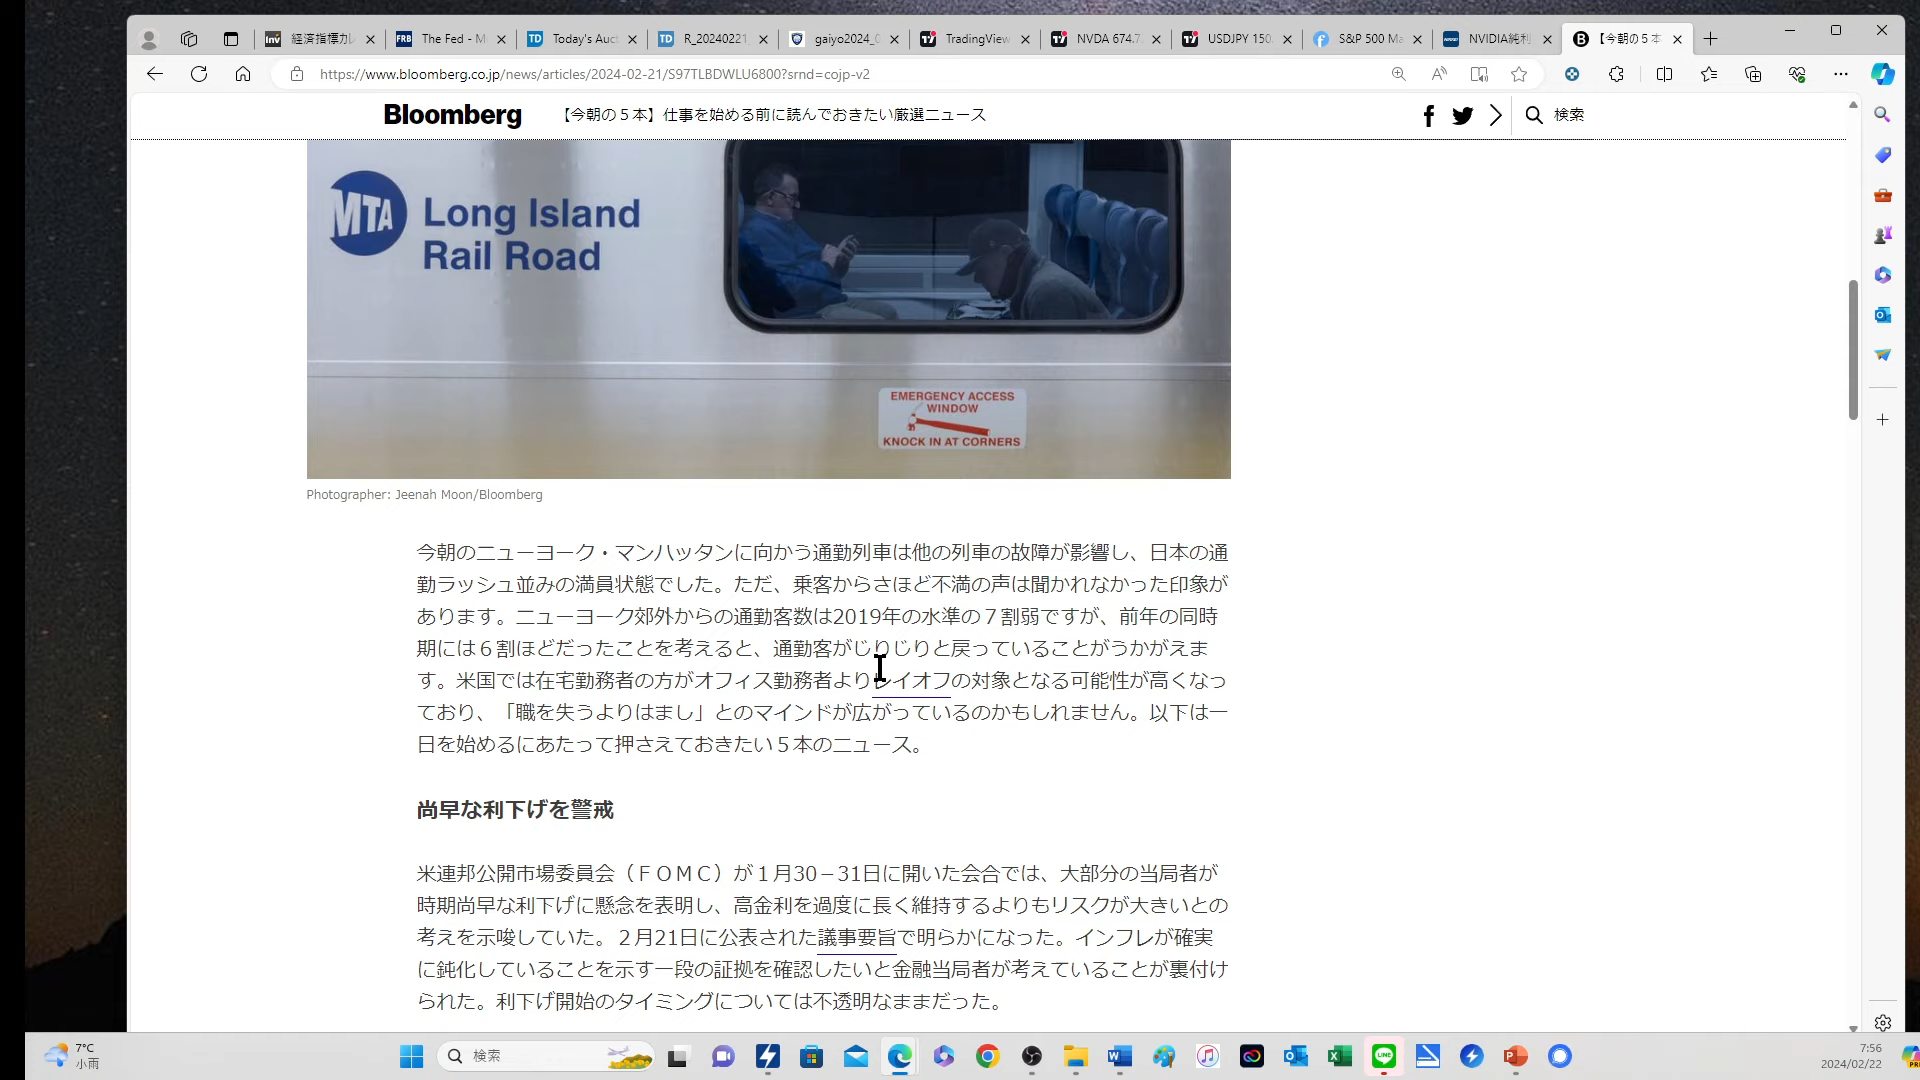 経済指標カレ
The Fed - M
Today's Auc
R_20240221
gaiyo2024_0
TradingView
NVDA 674.7
USDJPY 150.
S&P 500 Ma
NVIDIA純利
【今朝の５本
https://www.bloomberg.co.jp/news/articles/2024-02-21/S97TLBDWLU6800?srnd=cojp-v2
Bloomberg
【今朝の５本】仕事を始める前に読んでおきたい厳選ニュース
検索
MTA
Long Island
Rail Road
EMERGENCY ACCESS
WINDOW
KNOCK IN AT CORNERS
Photographer: Jeenah Moon/Bloomberg
今朝のニューヨーク・マンハッタンに向かう通勤列車は他の列車の故障が影響し、日本の通
勤ラッシュ並みの満員状態でした。ただ、乗客からさほど不満の声は聞かれなかった印象が
あります。ニューヨーク郊外からの通勤客数は2019年の水準の７割弱ですが、前年の同時
期には６割ほどだったことを考えると、通勤客がじりじりと戻っていることがうかがえま
す。米国では在宅勤務者の方がオフィス勤務者よりレイオフの対象となる可能性が高くなっ
ており、「職を失うよりはまし」とのマインドが広がっているのかもしれません。以下は一
日を始めるにあたって押さえておきたい５本のニュース。
尚早な利下げを警戒
米連邦公開市場委員会（ＦＯＭＣ）が１月30－31日に開いた会合では、大部分の当局者が
時期尚早な利下げに懸念を表明し、高金利を過度に長く維持するよりもリスクが大きいとの
考えを示唆していた。２月21日に公表された議事要旨で明らかになった。インフレが確実
に鈍化していることを示す一段の証拠を確認したいと金融当局者が考えていることが裏付け
られた。利下げ開始のタイミングについては不透明なままだった。
7°C
小雨
検索
7:56
2024/02/22